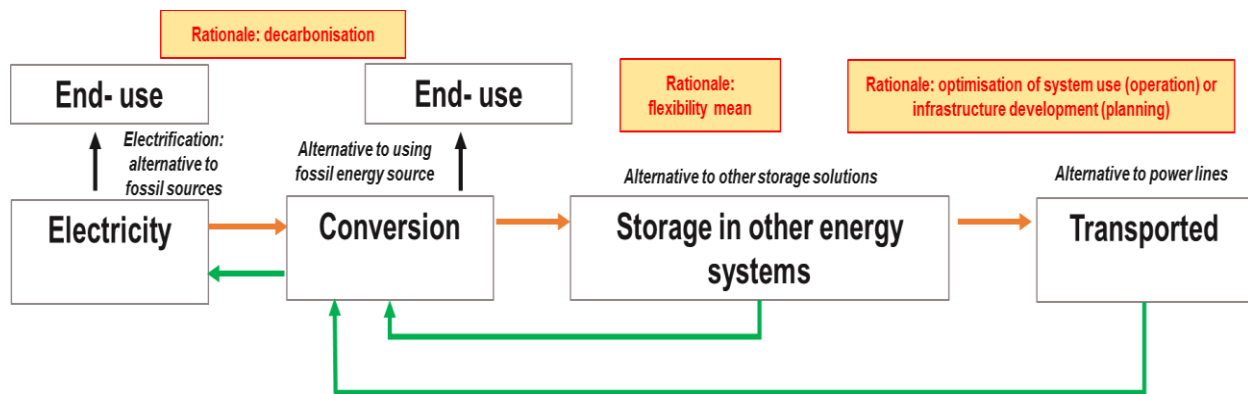 Rationale: decarbonisation
Rationale:
flexibility mean
Rationale: optimisation of system use (operation) or
infrastructure development (planning)
End- use
End- use
Electrification:
alternative to
fossil sources
Alternative to using
fossil energy source
Alternative to other storage solutions
Alternative to power lines
Electricity
Conversion
Storage in other energy
systems
Transported